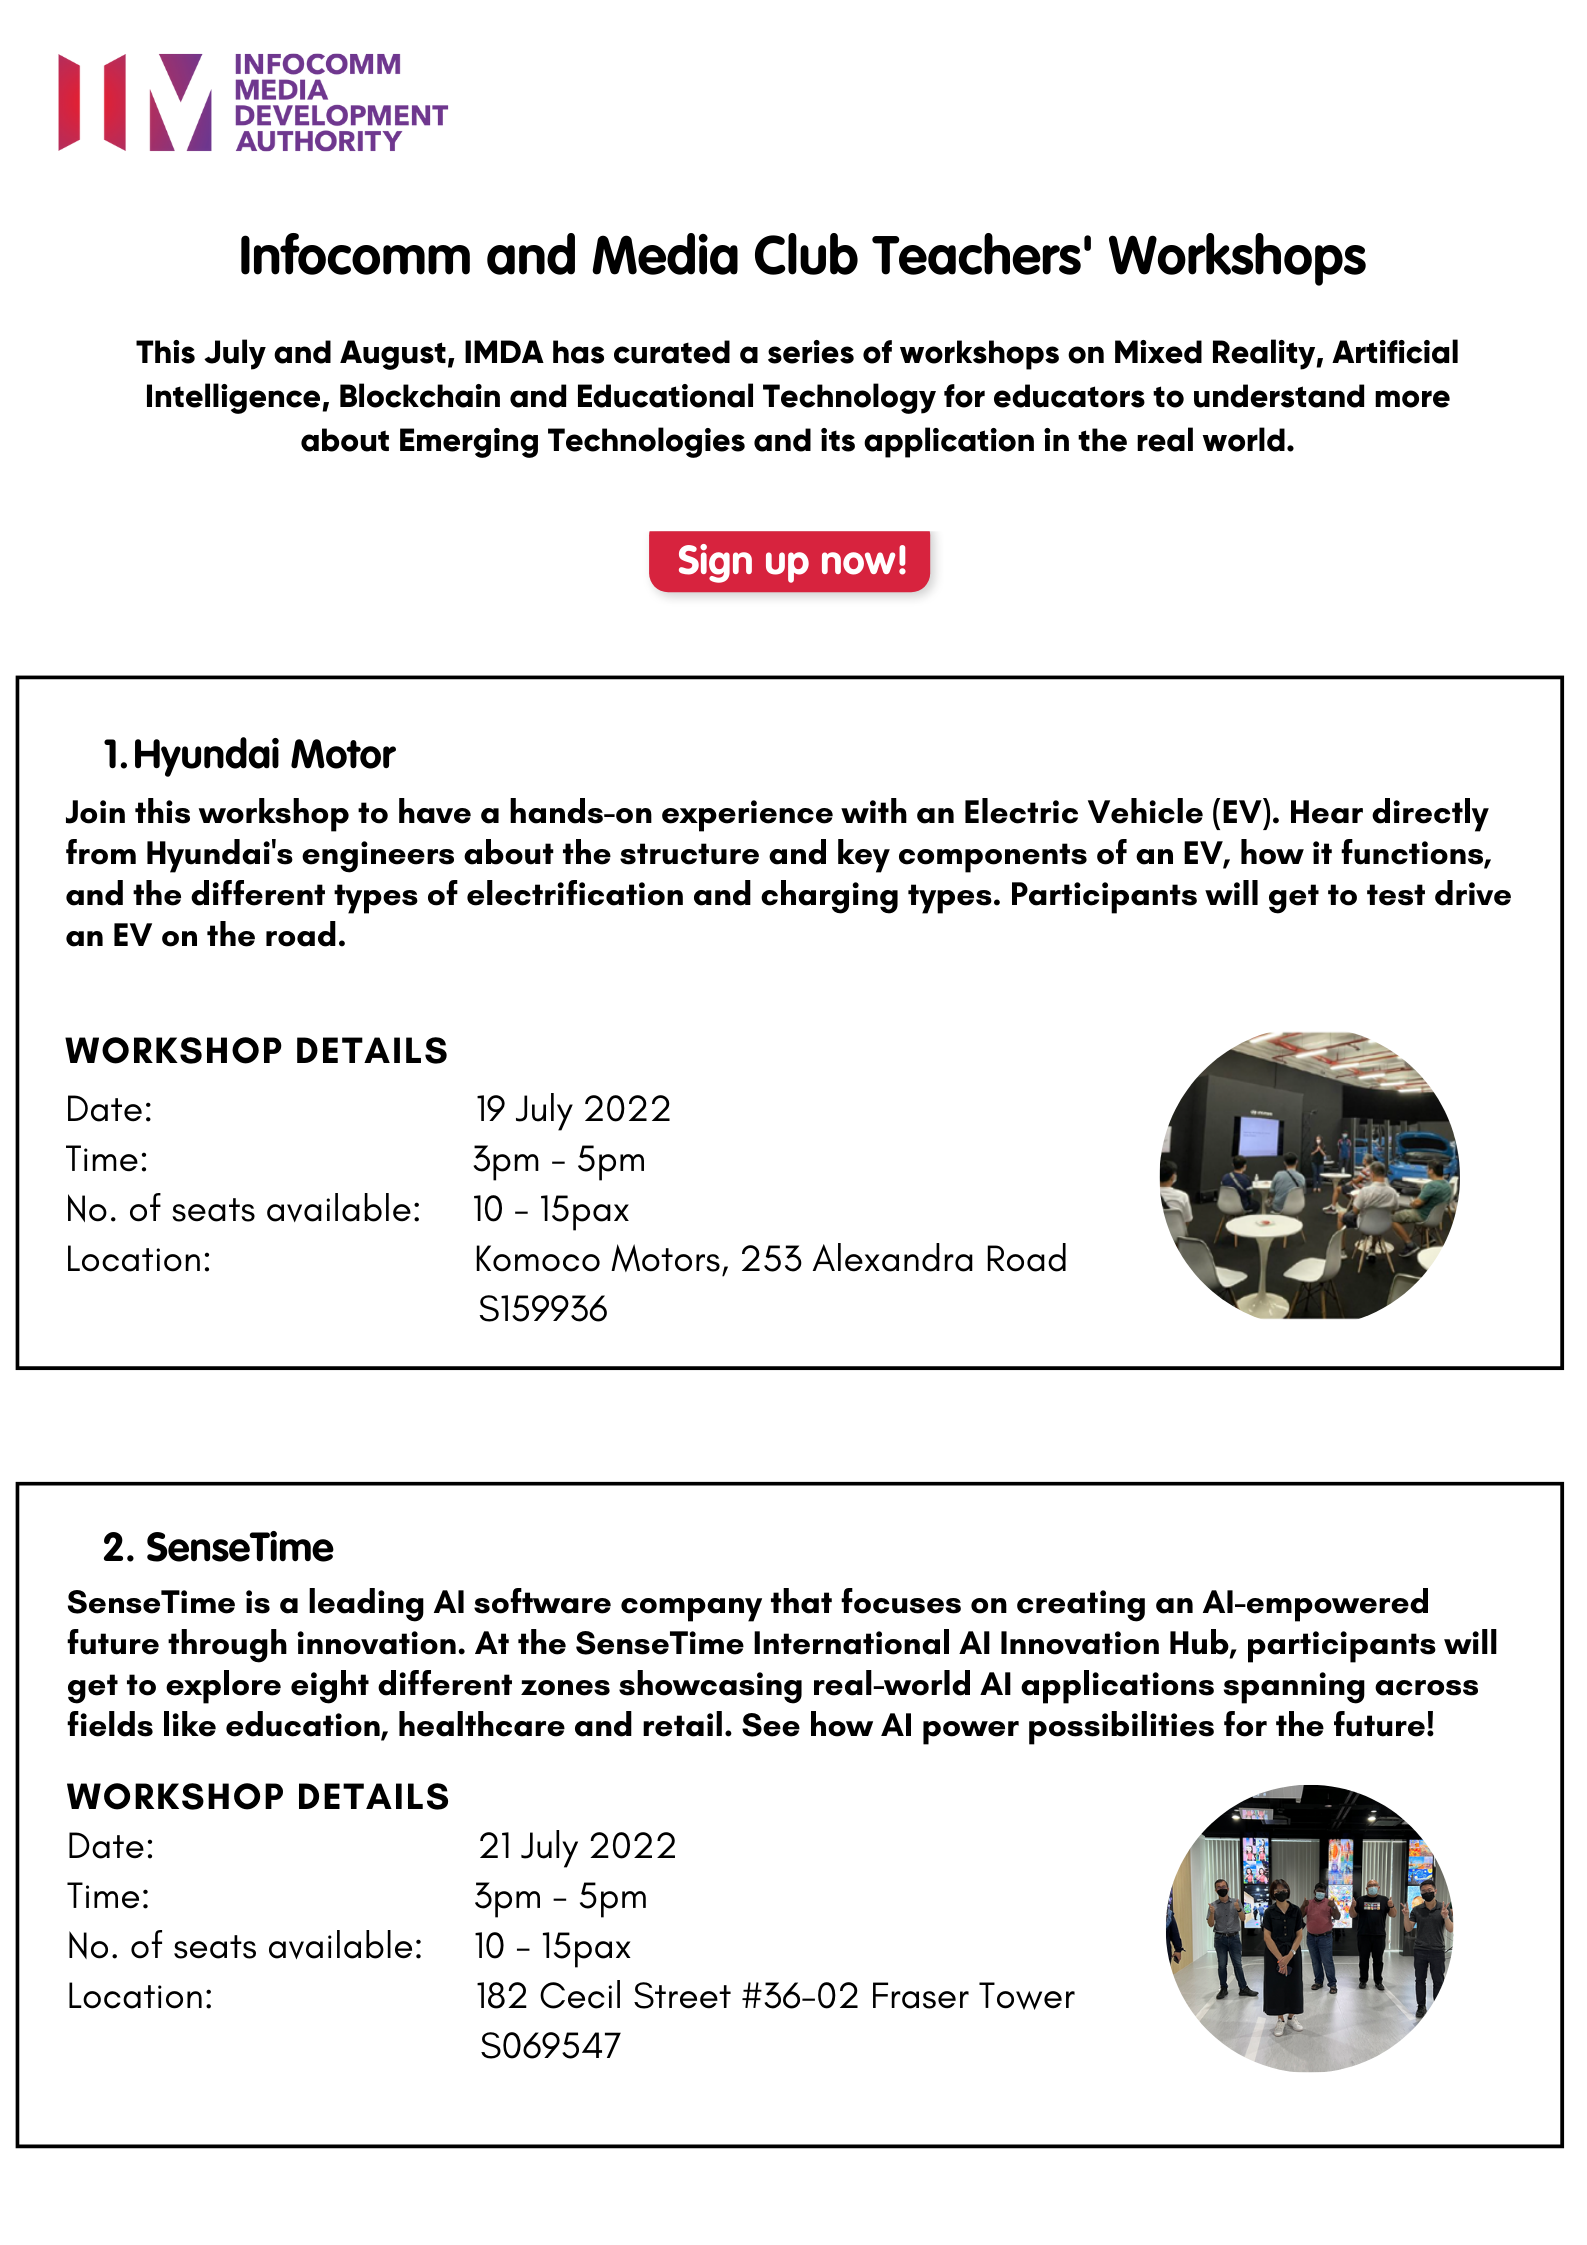 INFOCOMM
MEDIA
DEVELOPMENT
AUTHORITY
Infocomm and Media Club Teachers' Workshops
This July and August, IMDA has curated a series of workshops on Mixed Reality, Artificial
Intelligence, Blockchain and Educational Technology for educators to understand more
about Emerging Technologies and its application in the real world.
Sign up now!
1. Hyundai Motor
Join this workshop to have a hands-on experience with an Electric Vehicle (EV). Hear directly
from Hyundai's engineers about the structure and key components of an EV, how it functions,
and the different types of electrification and charging types. Participants will get to test drive
an EV on the road.
WORKSHOP DETAILS
Date: 19 July 2022
Time: 3pm - 5pm
No. of seats available: 10 - 15pax
Location: Komoco Motors, 253 Alexandra Road
S159936
2. SenseTime
SenseTime is a leading AI software company that focuses on creating an AI-empowered
future through innovation. At the SenseTime International AI Innovation Hub, participants will
get to explore eight different zones showcasing real-world AI applications spanning across
fields like education, healthcare and retail. See how AI power possibilities for the future!
WORKSHOP DETAILS
Date: 21 July 2022
Time: 3pm - 5pm
No. of seats available: 10 - 15pax
Location: 182 Cecil Street #36-02 Fraser Tower
S069547